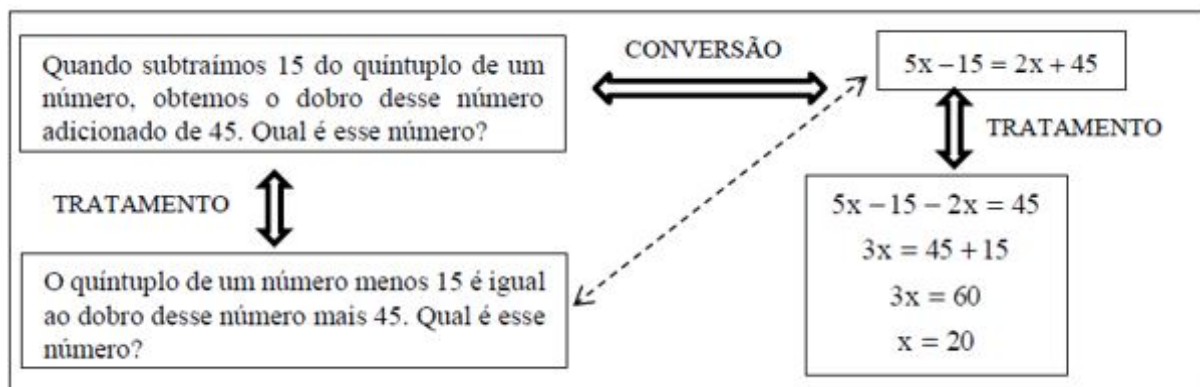 Quando subtraímos 15 do quíntuplo de um
número, obtemos o dobro desse número
adicionado de 45. Qual é esse número?
CONVERSÃO
5x – 15 = 2x + 45
TRATAMENTO
TRATAMENTO
O quíntuplo de um número menos 15 é igual
ao dobro desse número mais 45. Qual é esse
número?
5x – 15 – 2x = 45
3x = 45 + 15
3x = 60
x = 20